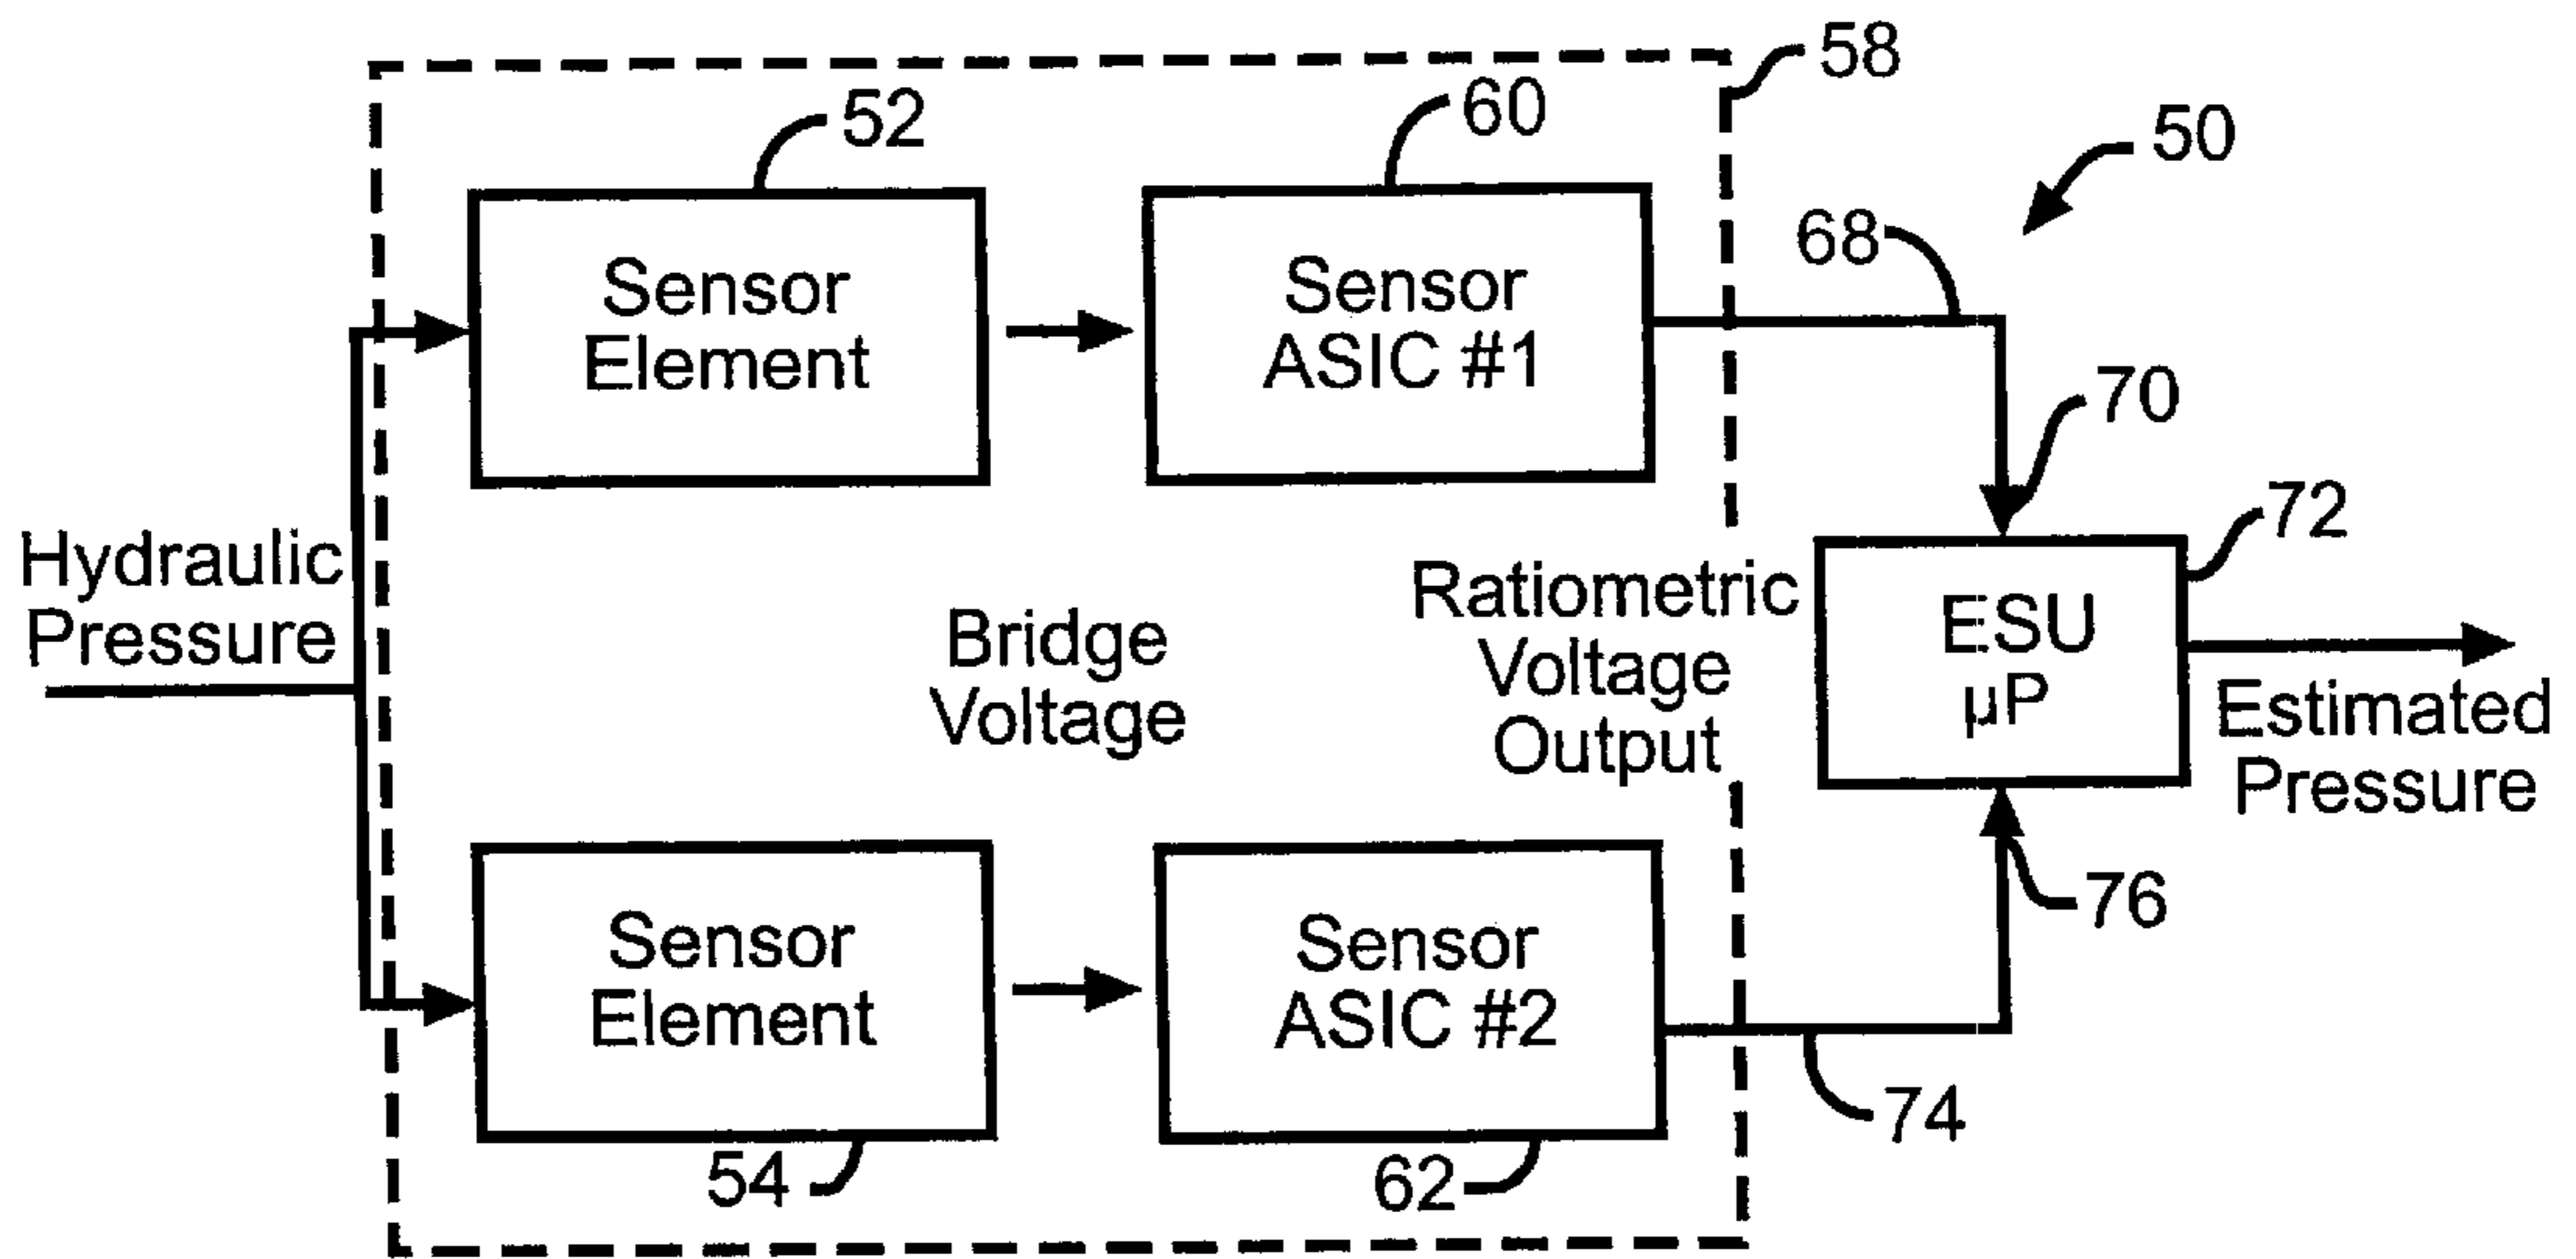 58
52
60
50
68
Sensor
Element
Sensor
ASIC #1
70
72
Hydraulic
Pressure
Bridge
Voltage
Ratiometric
Voltage
Output
ESU
µP
Estimated
Pressure
76
Sensor
Element
Sensor
ASIC #2
74
54
62